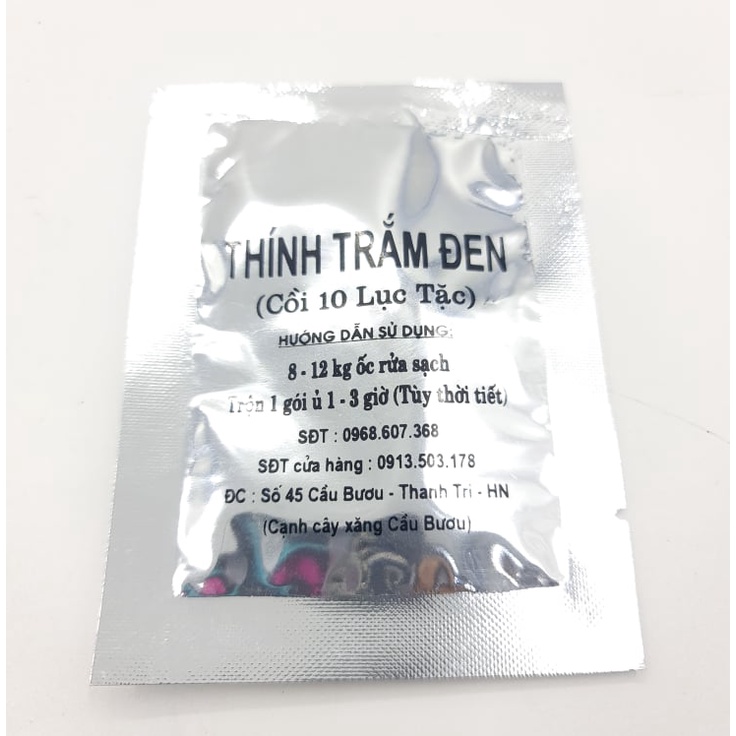 THÍNH TRẮM ĐEN
(Cồi 10 Lục Tặc)
HƯỚNG DẪN SỬ DỤNG:
8 - 12 kg ốc rửa sạch
Trộn 1 gói ủ 1 - 3 giờ (Tùy thời tiết)
SĐT : 0968.607.368
SĐT cửa hàng : 0913.503.178
ĐC : Số 45 Cầu Bươu - Thanh Trì - HN
(Cạnh cây xăng Cầu Bươu)